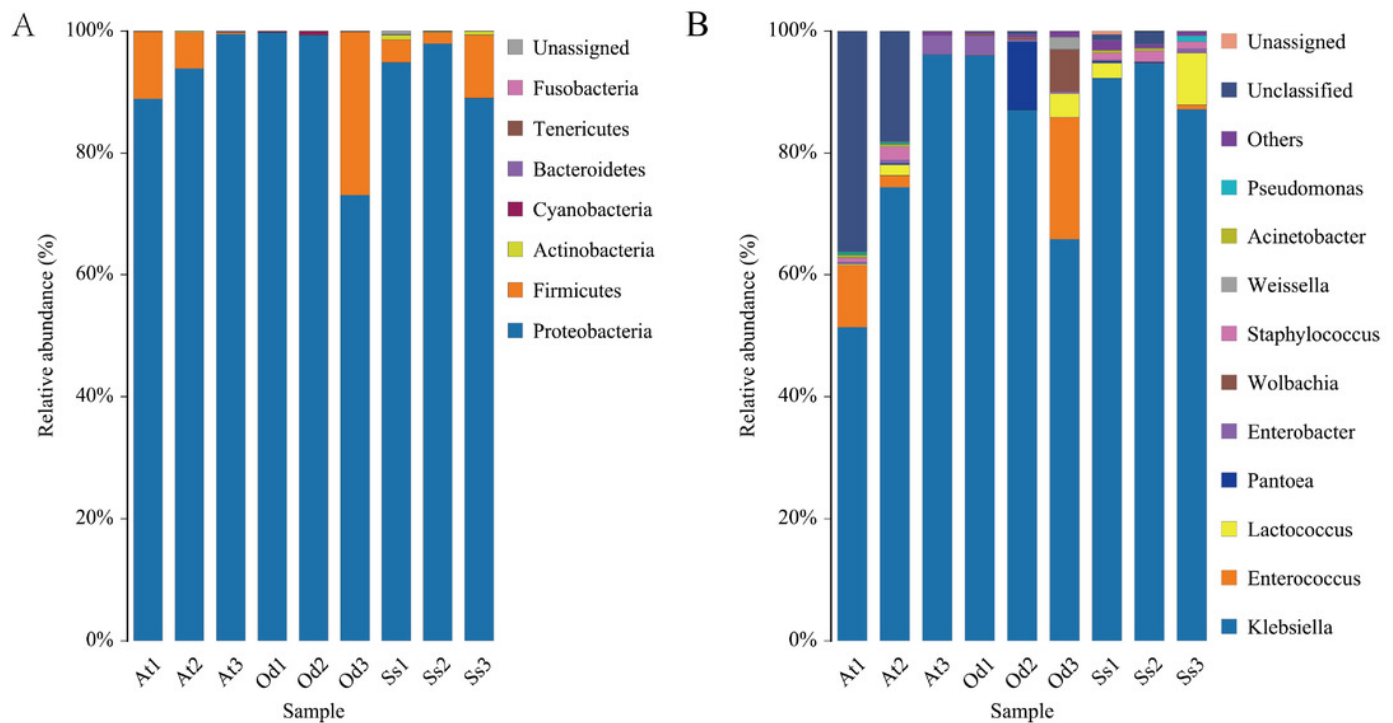 A
100%
80%
60%
40%
20%
0%
Relative abundance (%)
At1
At2
At3
Od1
Od2
Od3
Ss1
Ss2
Ss3
Sample
Unassigned
Fusobacteria
Tenericutes
Bacteroidetes
Cyanobacteria
Actinobacteria
Firmicutes
Proteobacteria
B
100%
80%
60%
40%
20%
0%
Relative abundance (%)
At1
At2
At3
Od1
Od2
Od3
Ss1
Ss2
Ss3
Sample
Unassigned
Unclassified
Others
Pseudomonas
Acinetobacter
Weissella
Staphylococcus
Wolbachia
Enterobacter
Pantoea
Lactococcus
Enterococcus
Klebsiella